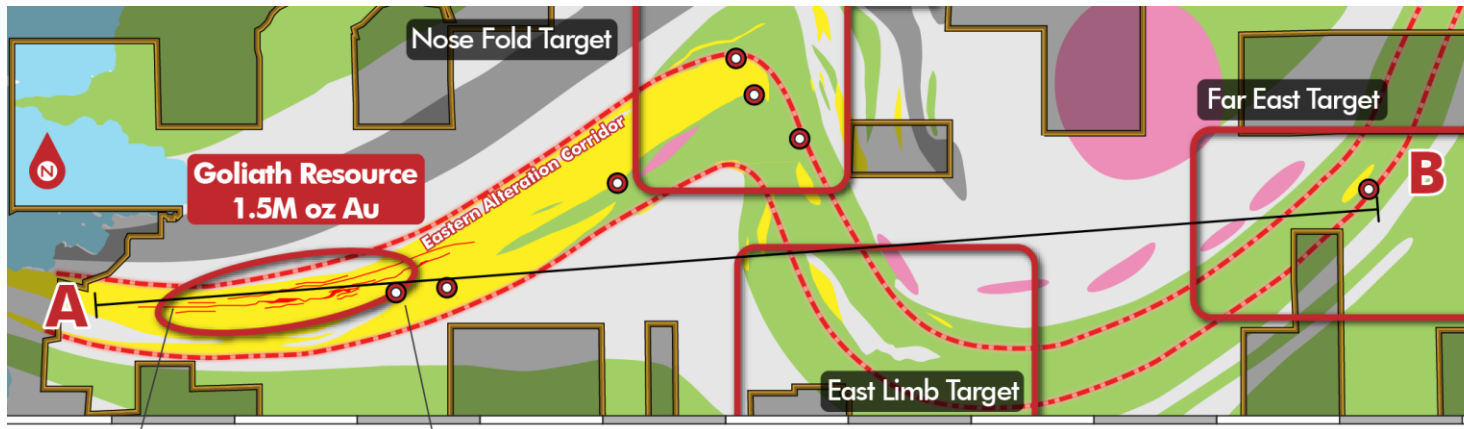 Nose Fold Target
Far East Target
N
Goliath Resource
1.5M oz Au
Eastern Alteration Corridor
B
A
East Limb Target